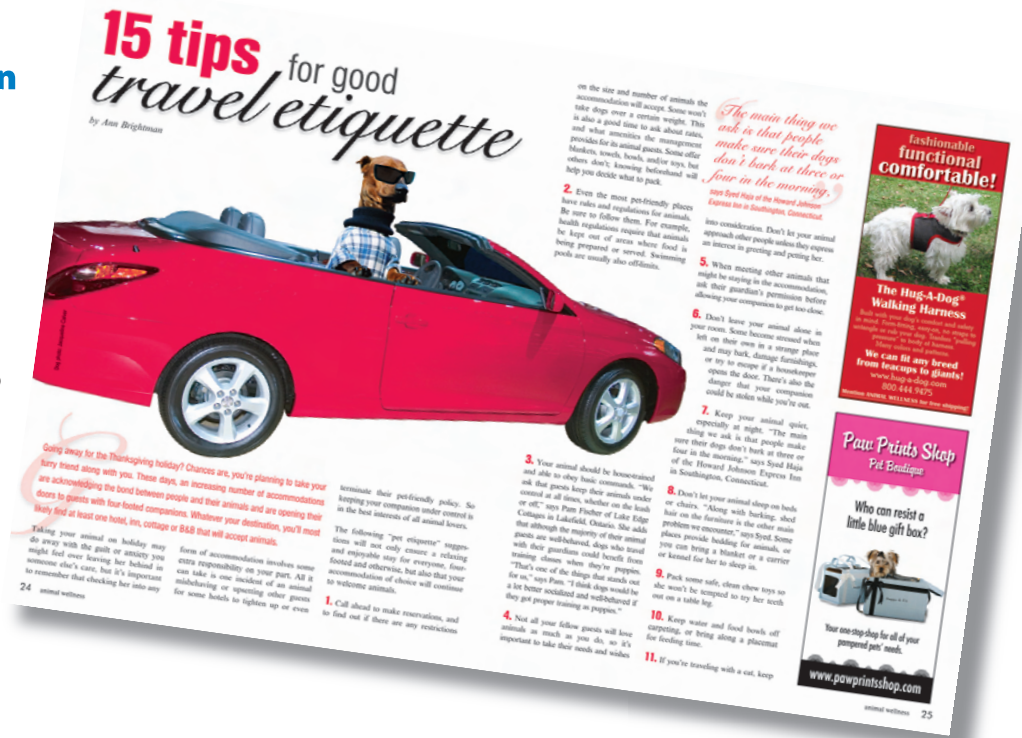 n
15 tips for good
travel etiquette
by Ann Brightman
Going away for the Thanksgiving holiday? Chances are, you're planning to take your
furry friend along with you. These days, an increasing number of accommodations
are acknowledging the bond between people and their animals and are opening their
doors to guests with four-footed companions. Whatever your destination, you'll most
likely find at least one hotel, inn, cottage or B&B that will accept animals.
Taking your animal on holiday may
do away with the guilt or anxiety you
might feel over leaving her behind in
someone else's care, but it's important
to remember that checking her into any
form of accommodation involves some
extra responsibility on your part. All it
can take is one incident of an animal
misbehaving or upsetting other guests
for some hotels to tighten up or even
terminate their pet-friendly policy. So
keeping your companion under control is
in the best interests of all animal lovers.
The following "pet etiquette" sugges-
tions will not only ensure a relaxing
and enjoyable stay for everyone, four-
footed and otherwise, but also that your
accommodation of choice will continue
to welcome animals.
1. Call ahead to make reservations, and
to find out if there are any restrictions
24 animal wellness
on the size and number of animals the
accommodation will accept. Some won't
take dogs over a certain weight. This
is also a good time to ask about rates,
and what amenities the management
provides for its animal guests. Some offer
blankets, towels, bowls, and/or toys, but
others don't; knowing beforehand will
help you decide what to pack.
2. Even the most pet-friendly places
have rules and regulations for animals.
Be sure to follow them. For example,
health regulations require that animals
be kept out of areas where food is
being prepared or served. Swimming
pools are usually also off-limits.
3. Your animal should be house-trained
and able to obey basic commands. "We
ask that guests keep their animals under
control at all times, whether on the leash
or off," says Pam Fischer of Lake Edge
Cottages in Lakefield, Ontario. She adds
that although the majority of their animal
guests are well-behaved, dogs who travel
with their guardians could benefit from
training classes when they're puppies.
"That's one of the things that stands out
for us," says Pam. "I think dogs would be
a lot better socialized and well-behaved if
they got proper training as puppies."
4. Not all your fellow guests will love
animals as much as you do, so it's
important to take their needs and wishes
"The main thing we
ask is that people
make sure their dogs
don't bark at three or
four in the morning,"
says Syed Haja of the Howard Johnson
Express Inn in Southington, Connecticut.
into consideration. Don't let your animal
approach other people unless they express
an interest in greeting and petting her.
5. When meeting other animals that
might be staying in the accommodation,
ask their guardian's permission before
allowing your companion to get too close.
6. Don't leave your animal alone in
your room. Some become stressed when
left on their own in a strange place
and may bark, damage furnishings,
or try to escape if a housekeeper
opens the door. There's also the
danger that your companion
could be stolen while you're out.
7. Keep your animal quiet,
especially at night. "The main
thing we ask is that people make
sure their dogs don't bark at three or
four in the morning," says Syed Haja
of the Howard Johnson Express Inn
in Southington, Connecticut.
8. Don't let your animal sleep on beds
or chairs. "Along with barking, shed
hair on the furniture is the other main
problem we encounter," says Syed. Some
places provide bedding for animals, or
you can bring a blanket or a carrier
or kennel for her to sleep in.
9. Pack some safe, clean chew toys so
she won't be tempted to try her teeth
out on a table leg.
10. Keep water and food bowls off
carpeting, or bring along a placemat
for feeding time.
11. If you're traveling with a cat, keep
fashionable
functional
comfortable!
The Hug-A-Dog®
Walking Harness
Built with your dog's comfort and safety
in mind.
We can fit any breed
from teacups to giants!
www.hug-a-dog.com
800.444.9475
Mention ANIMAL WELLNESS for free shipping!
Paw Prints Shop
Pet Boutique
Who can resist a
little blue gift box?
Your one-stop-shop for all of your
pampered pets' needs.
www.pawprintsshop.com
animal wellness 25